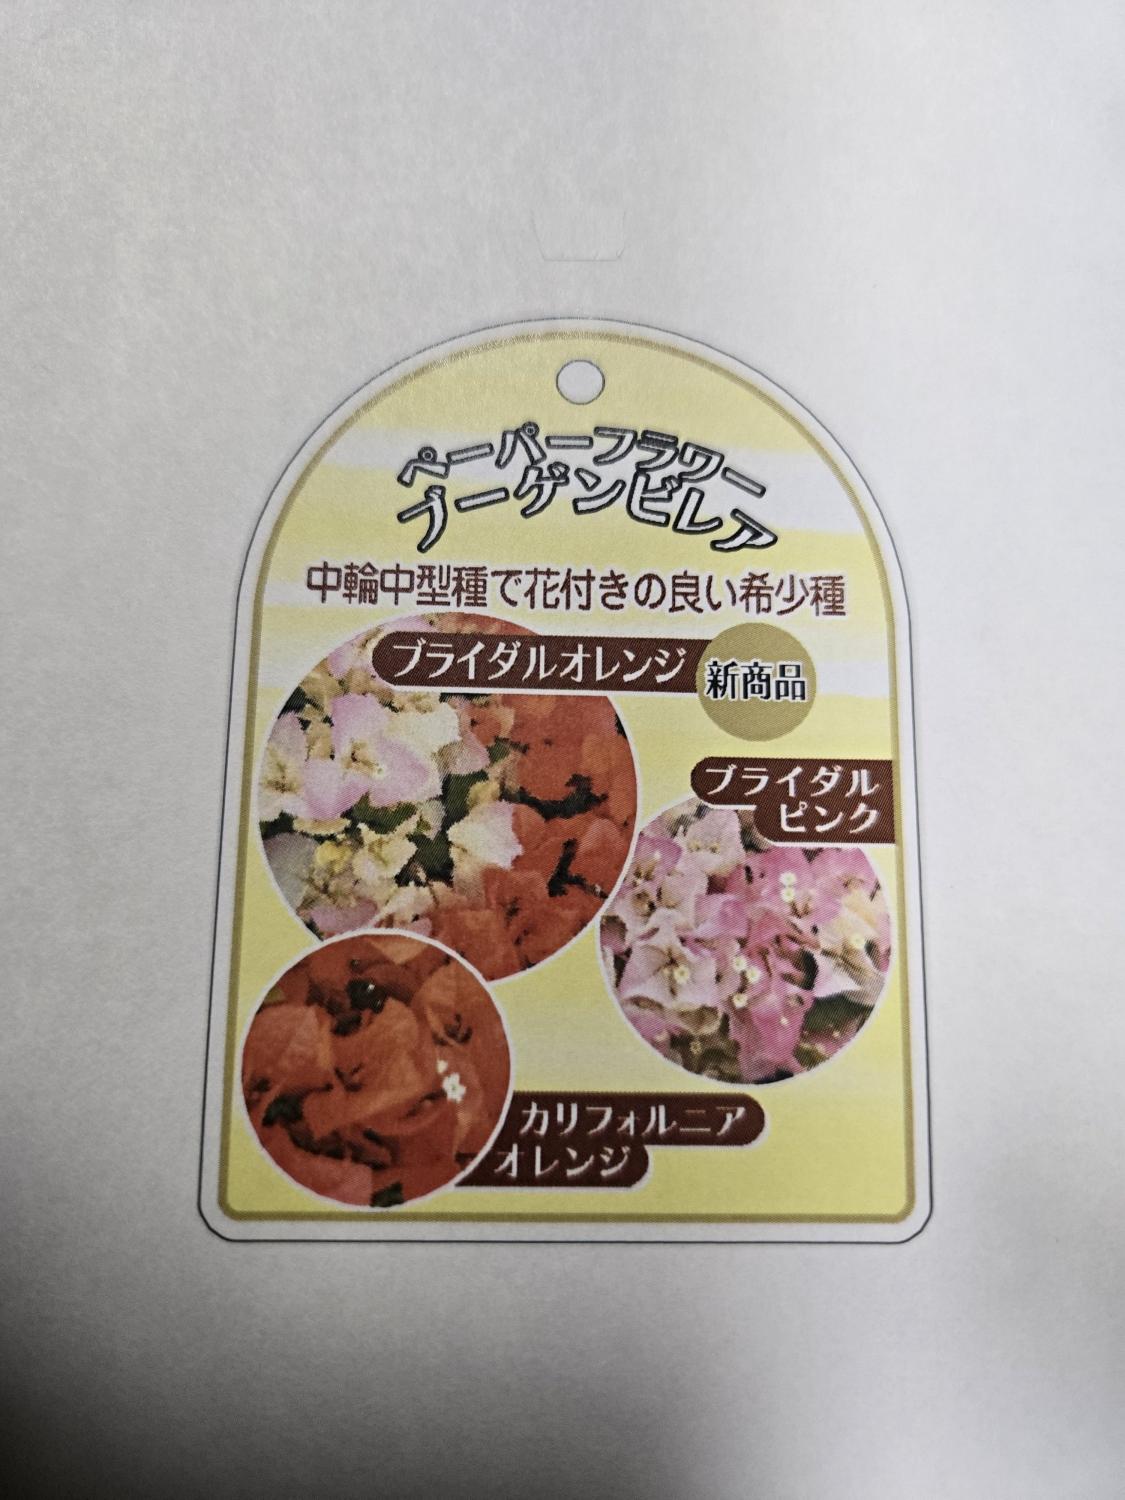 ペーパーフラワー
ブーゲンビレア
中輪中型種で花付きの良い希少種
ブライダルオレンジ
新商品
ブライダル
ピンク
カリフォルニア
オレンジ